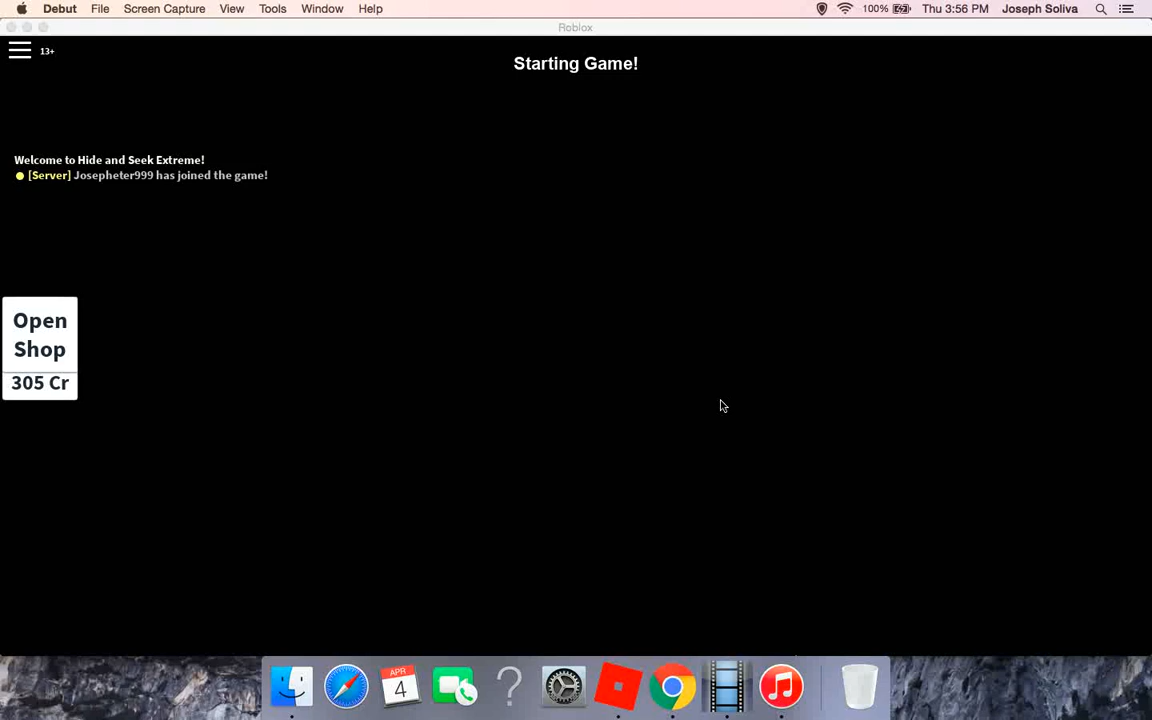 Debut File Screen Capture View Tools Window Help 100% Thu 3:56 PM Joseph Soliva
Roblox
13+
Starting Game!
Welcome to Hide and Seek Extreme!
[Server] Josepheter999 has joined the game!
Open
Shop
305 Cr
APR
4
?